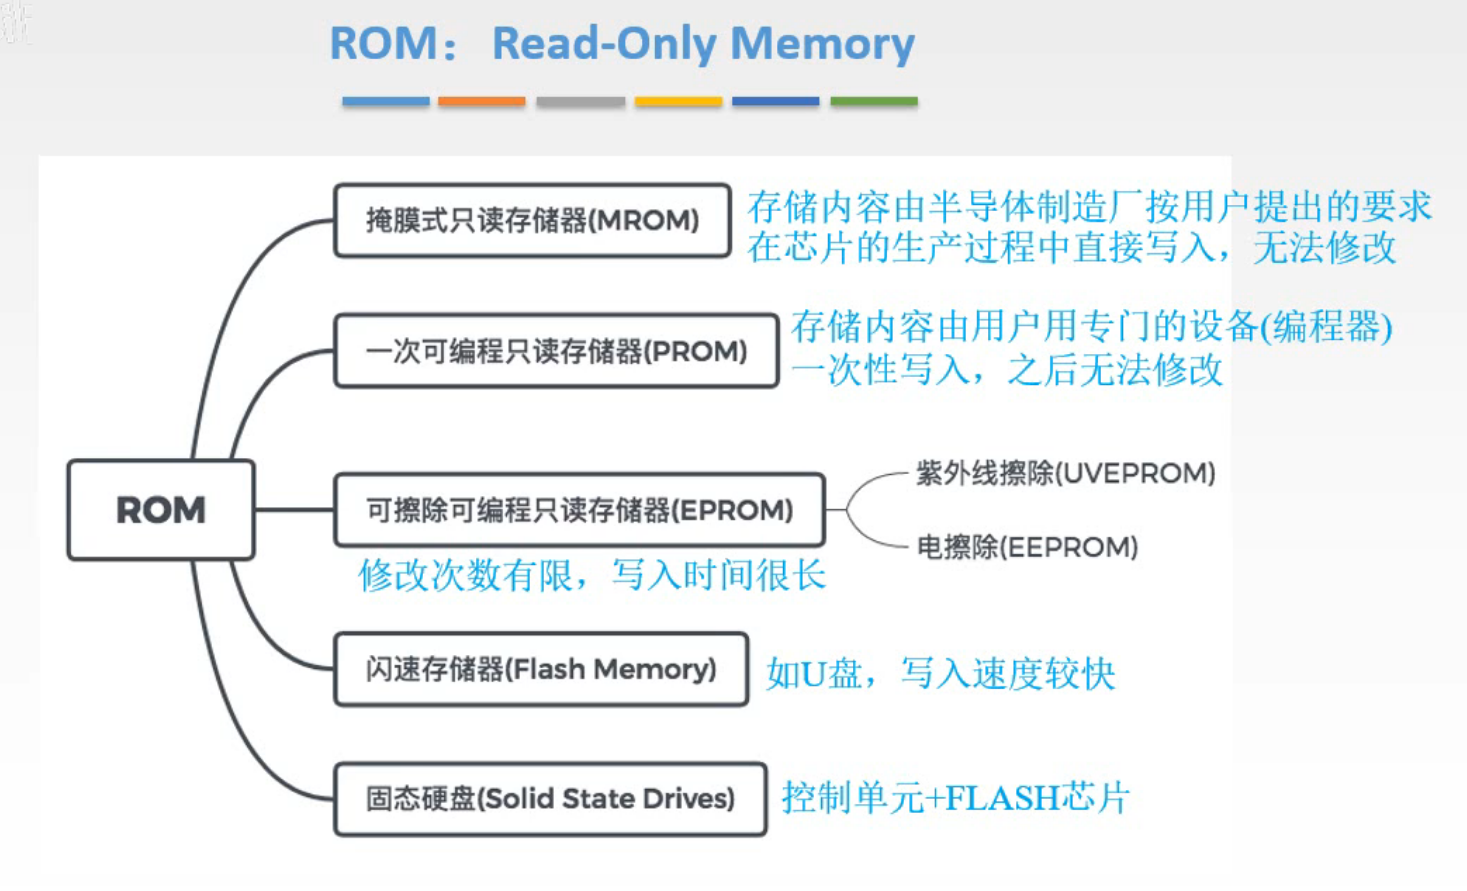 ROM： Read-Only Memory
掩膜式只读存储器(MROM)
存储内容由半导体制造厂按用户提出的要求
在芯片的生产过程中直接写入，无法修改
一次可编程只读存储器(PROM)
存储内容由用户用专门的设备(编程器)
一次性写入，之后无法修改
ROM
可擦除可编程只读存储器(EPROM)
紫外线擦除(UVEPROM)
电擦除(EEPROM)
修改次数有限，写入时间很长
闪速存储器(Flash Memory)
如U盘，写入速度较快
固态硬盘(Solid State Drives)
控制单元+FLASH芯片